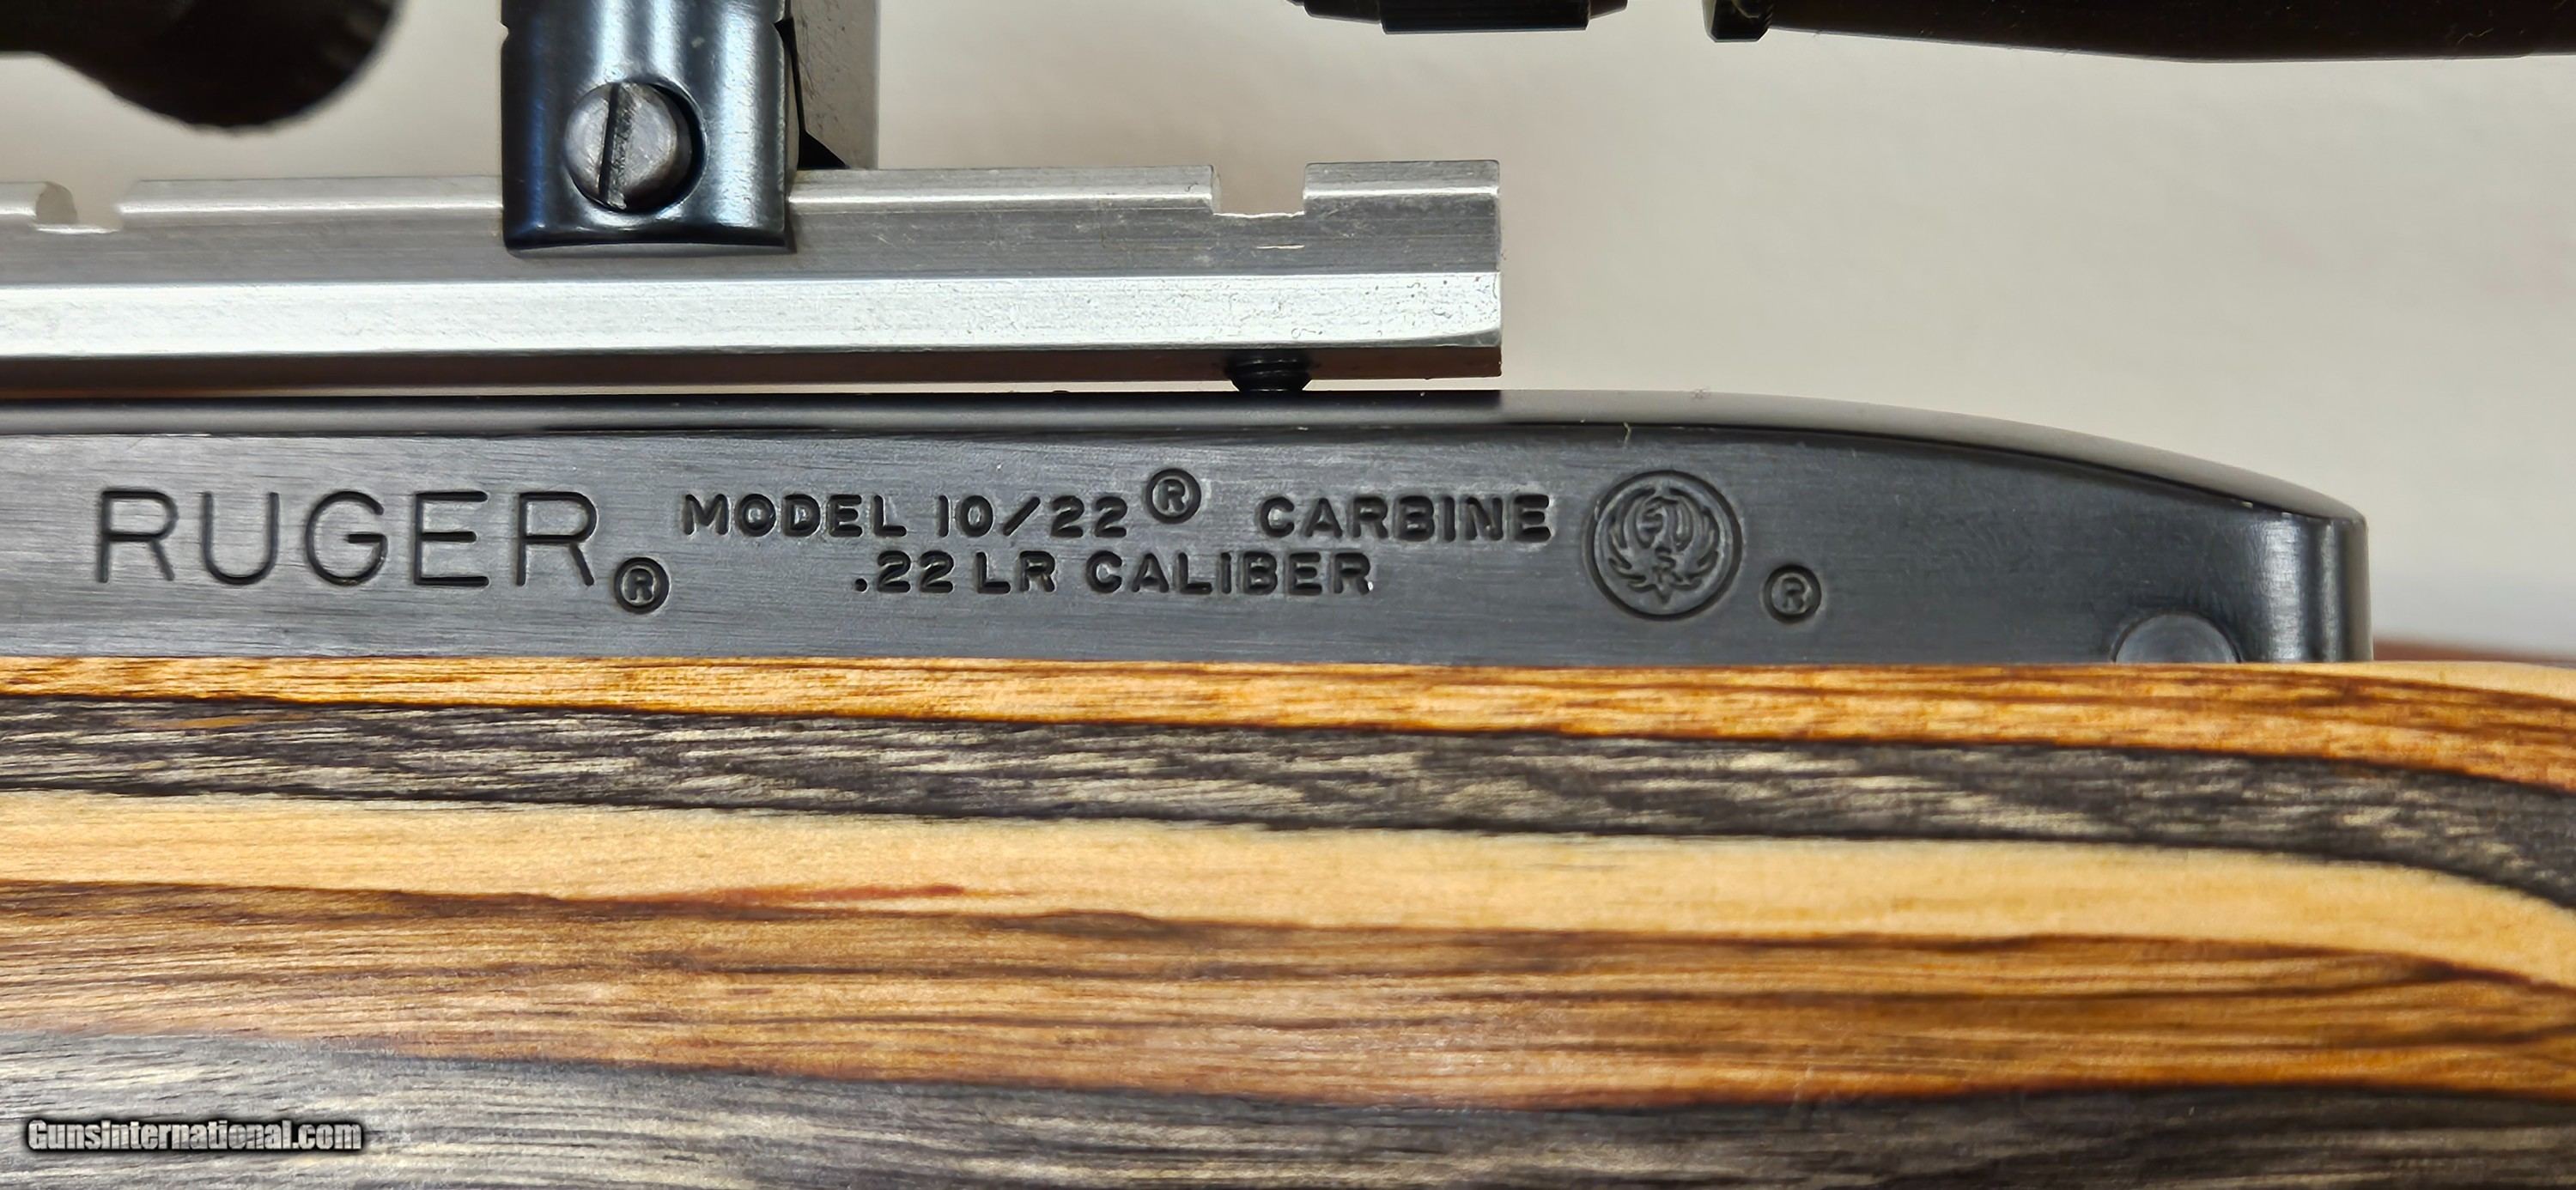 RUGER® MODEL 10/22® CARBINE
.22 LR CALIBER ®
Gunsinternational.com